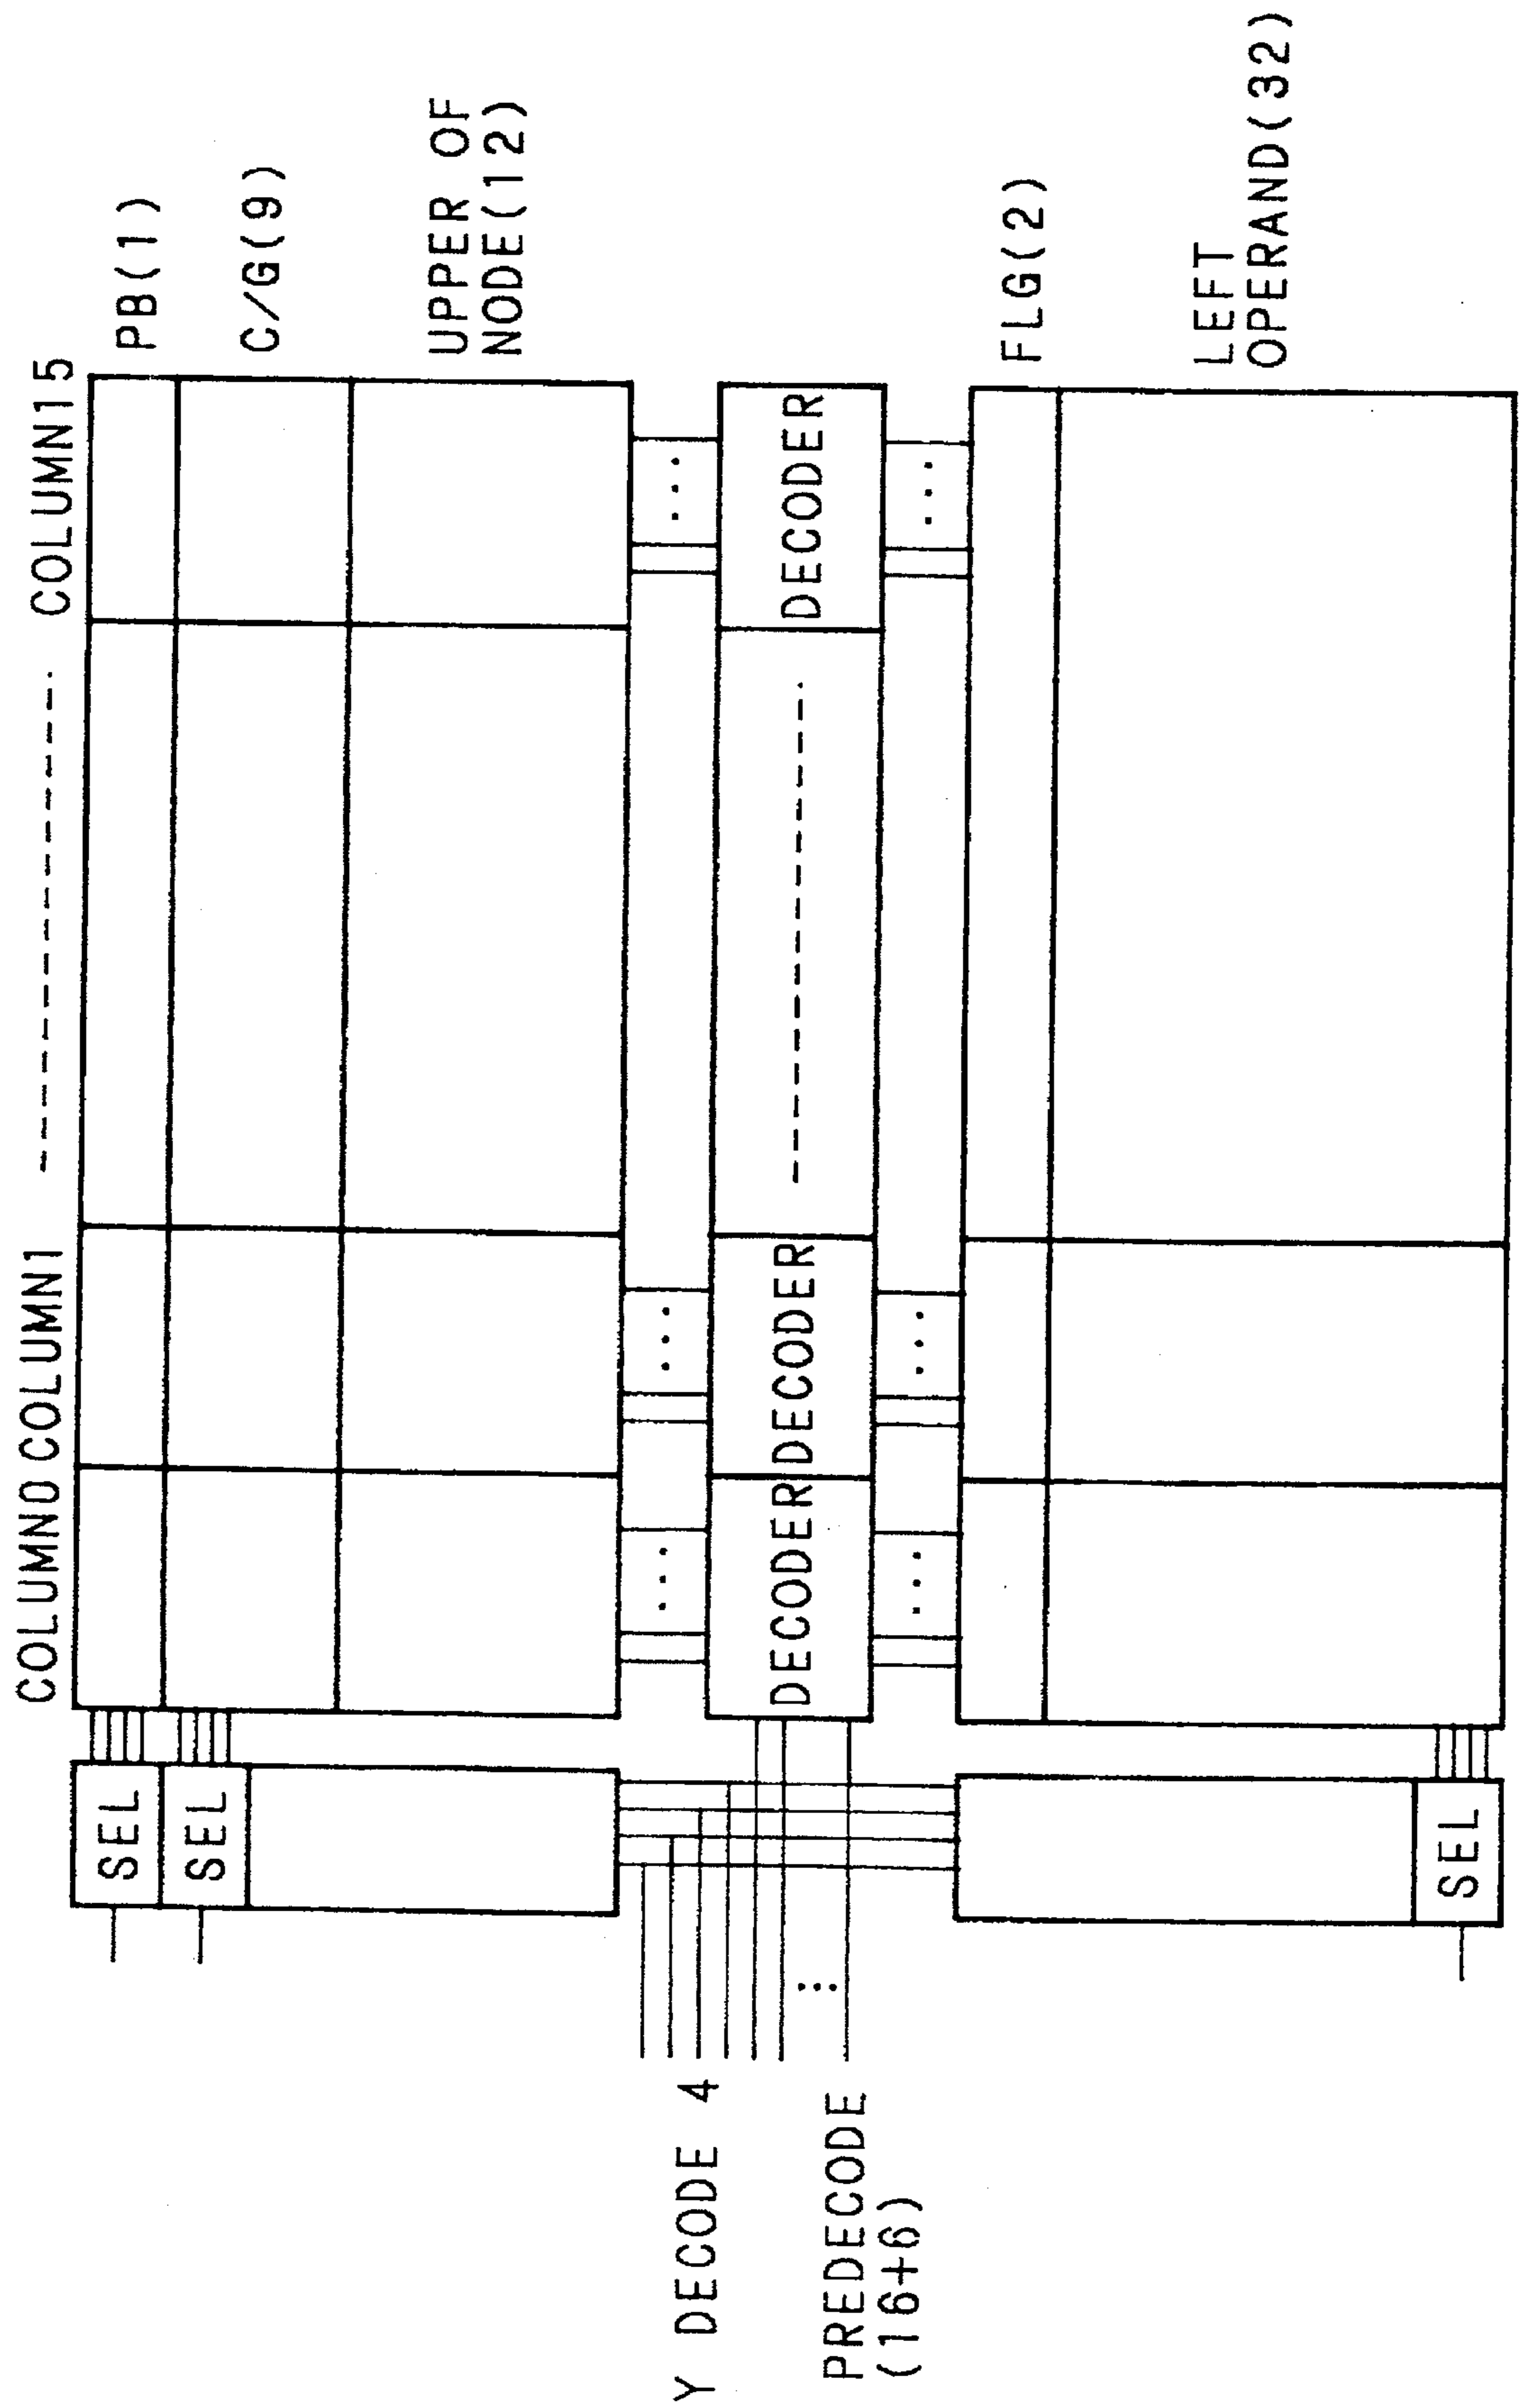 COLUMN0 COLUMN1 COLUMN15
PB(1)
C/G(9)
UPPER OF
NODE(12)
SEL
SEL
Y DECODE 4
DECODER DECODER DECODER
PREDECODE
(16+6)
FLG(2)
LEFT
OPERAND(32)
SEL